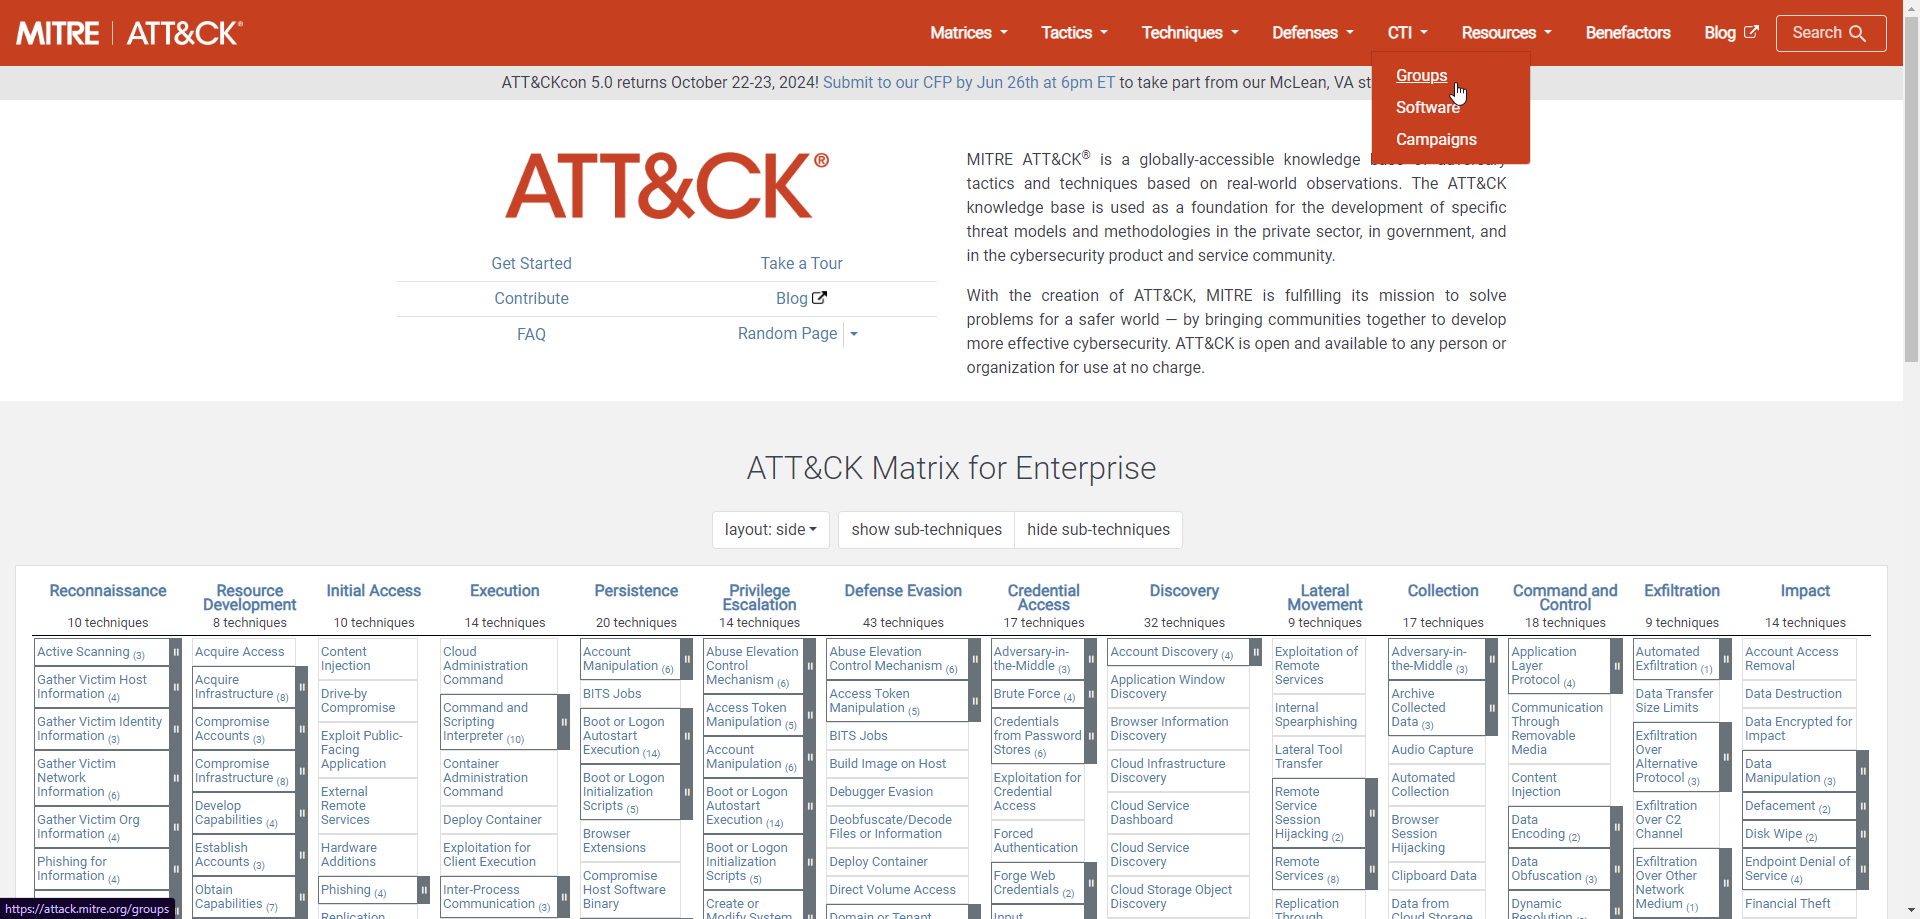 MITRE | ATT&CK®
Matrices
Tactics
Techniques
Defenses
CTI
Resources
Benefactors
Blog
Search
Groups
Software
Campaigns
ATT&CKcon 5.0 returns October 22-23, 2024! Submit to our CFP by Jun 26th at 6pm ET to take part from our McLean, VA
ATT&CK®
Get Started
Take a Tour
Contribute
Blog
FAQ
Random Page
MITRE ATT&CK® is a globally-accessible knowledge
tactics and techniques based on real-world observations. The ATT&CK
knowledge base is used as a foundation for the development of specific
threat models and methodologies in the private sector, in government, and
in the cybersecurity product and service community.
With the creation of ATT&CK, MITRE is fulfilling its mission to solve
problems for a safer world — by bringing communities together to develop
more effective cybersecurity. ATT&CK is open and available to any person or
organization for use at no charge.
ATT&CK Matrix for Enterprise
layout: side
show sub-techniques
hide sub-techniques
Reconnaissance
10 techniques
Active Scanning (3)
Gather Victim Host
Information (4)
Gather Victim Identity
Information (3)
Gather Victim
Network
Information (6)
Gather Victim Org
Information (4)
Phishing for
Information (4)
Resource
Development
8 techniques
Acquire Access
Acquire
Infrastructure (8)
Compromise
Accounts (3)
Compromise
Infrastructure (8)
Develop
Capabilities (4)
Establish
Accounts (3)
Obtain
Capabilities (7)
Initial Access
10 techniques
Content
Injection
Drive-by
Compromise
Exploit Public-
Facing
Application
External
Remote
Services
Hardware
Additions
Phishing (4)
Replication
Execution
14 techniques
Cloud
Administration
Command
Command and
Scripting
Interpreter (10)
Container
Administration
Command
Deploy Container
Exploitation for
Client Execution
Inter-Process
Communication (3)
Persistence
20 techniques
Account
Manipulation (6)
BITS Jobs
Boot or Logon
Autostart
Execution (14)
Boot or Logon
Initialization
Scripts (5)
Browser
Extensions
Compromise
Host Software
Binary
Privilege
Escalation
14 techniques
Abuse Elevation
Control
Mechanism (6)
Access Token
Manipulation (5)
Account
Manipulation (6)
Boot or Logon
Autostart
Execution (14)
Boot or Logon
Initialization
Scripts (5)
Create or
Modify System
Defense Evasion
43 techniques
Abuse Elevation
Control Mechanism (6)
Access Token
Manipulation (5)
BITS Jobs
Build Image on Host
Debugger Evasion
Deobfuscate/Decode
Files or Information
Deploy Container
Direct Volume Access
Domain or Tenant
Credential
Access
17 techniques
Adversary-in-
the-Middle (3)
Brute Force (4)
Credentials
from Password
Stores (6)
Exploitation for
Credential
Access
Forced
Authentication
Forge Web
Credentials (2)
Input
Discovery
32 techniques
Account Discovery (4)
Application Window
Discovery
Browser Information
Discovery
Cloud Infrastructure
Discovery
Cloud Service
Dashboard
Cloud Service
Discovery
Cloud Storage Object
Discovery
Lateral
Movement
9 techniques
Exploitation of
Remote
Services
Internal
Spearphishing
Lateral Tool
Transfer
Remote
Service
Session
Hijacking (2)
Remote
Services (8)
Replication
Through
Collection
17 techniques
Adversary-in-
the-Middle (3)
Archive
Collected
Data (3)
Audio Capture
Automated
Collection
Browser
Session
Hijacking
Clipboard Data
Data from
Cloud Storage
Command and
Control
18 techniques
Application
Layer
Protocol (4)
Communication
Through
Removable
Media
Content
Injection
Data
Encoding (2)
Data
Obfuscation (3)
Dynamic
Resolution
Exfiltration
9 techniques
Automated
Exfiltration (1)
Data Transfer
Size Limits
Exfiltration
Over
Alternative
Protocol (3)
Exfiltration
Over C2
Channel
Exfiltration
Over Other
Network
Medium (1)
Impact
14 techniques
Account Access
Removal
Data Destruction
Data Encrypted for
Impact
Data
Manipulation (3)
Defacement (2)
Disk Wipe (2)
Endpoint Denial of
Service (4)
Financial Theft
https://attack.mitre.org/groups